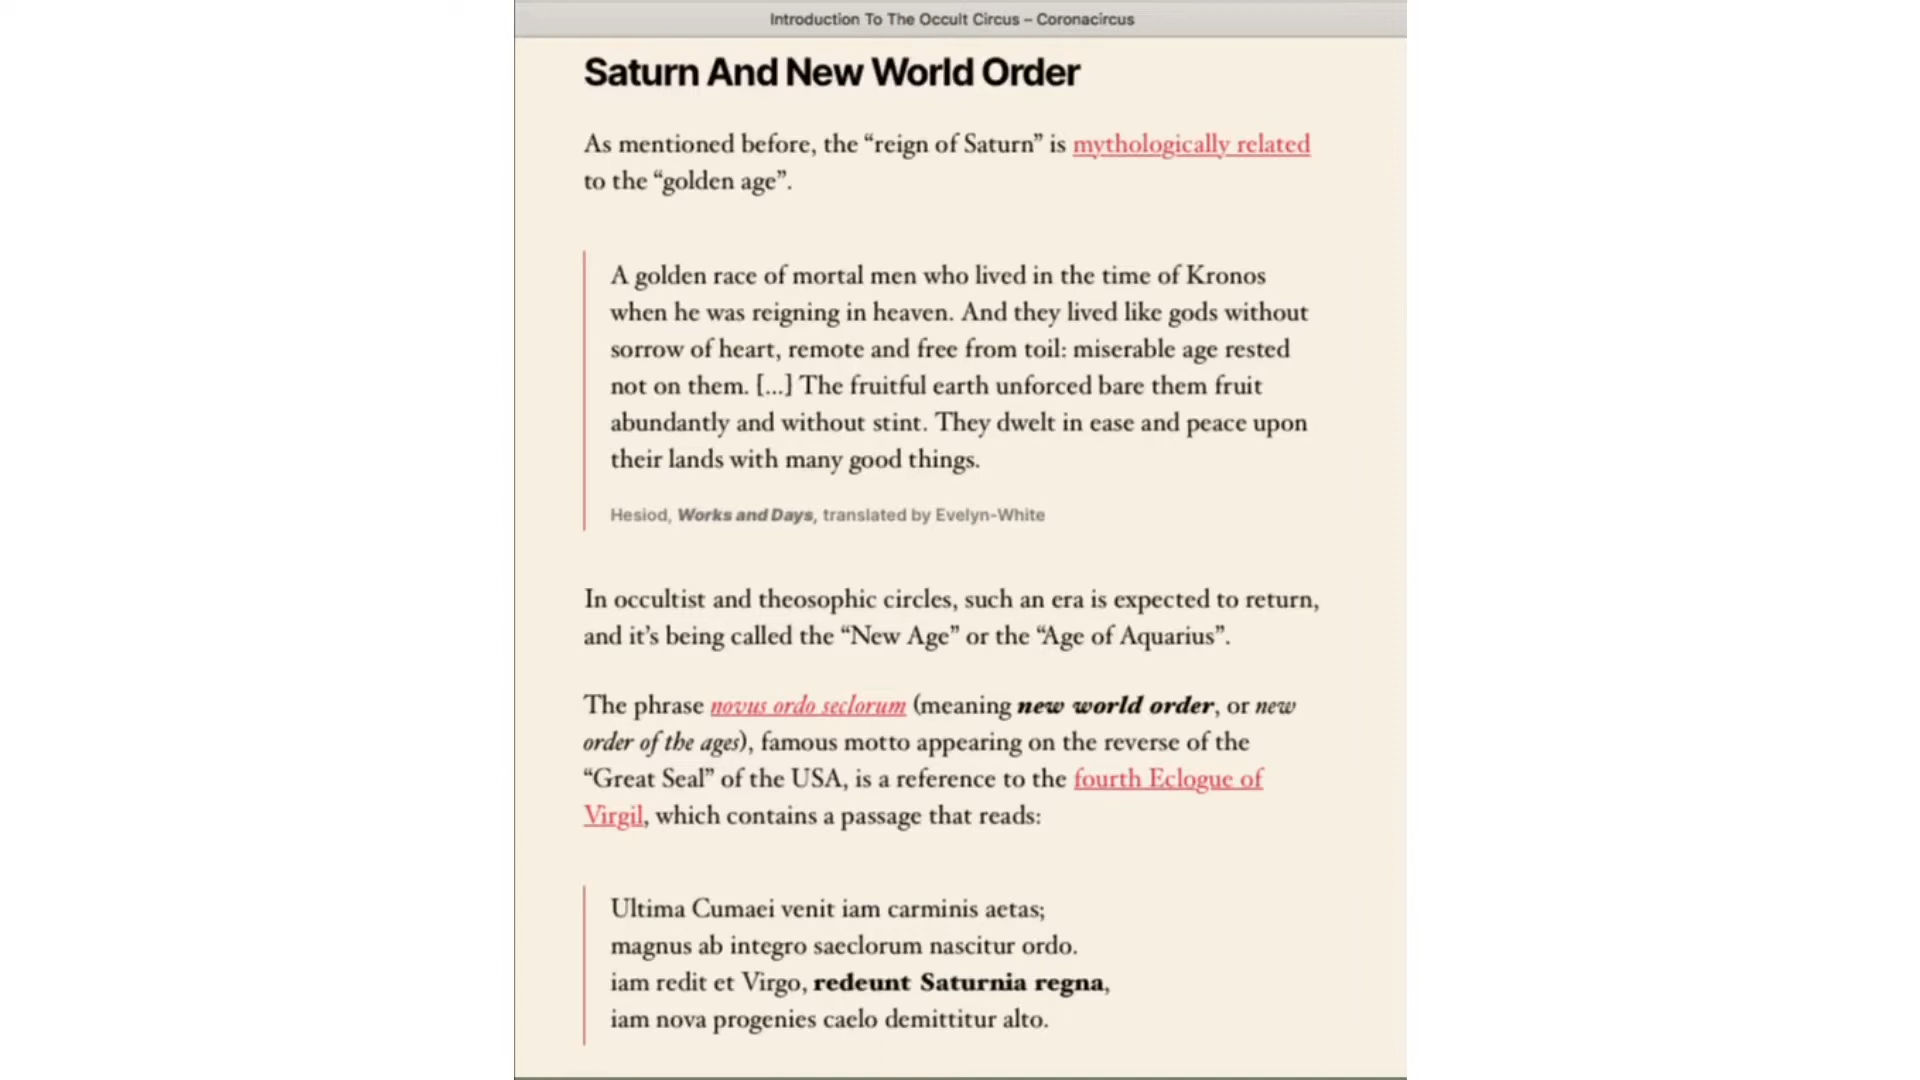 Introduction To The Occult Circus – Coronacircus
Saturn And New World Order
As mentioned before, the “reign of Saturn” is mythologically related
to the “golden age”.
A golden race of mortal men who lived in the time of Kronos
when he was reigning in heaven. And they lived like gods without
sorrow of heart, remote and free from toil: miserable age rested
not on them. [...] The fruitful earth unforced bare them fruit
abundantly and without stint. They dwelt in ease and peace upon
their lands with many good things.
Hesiod, Works and Days, translated by Evelyn-White
In occultist and theosophic circles, such an era is expected to return,
and it’s being called the “New Age” or the “Age of Aquarius”.
The phrase novus ordo seclorum (meaning new world order, or new
order of the ages), famous motto appearing on the reverse of the
“Great Seal” of the USA, is a reference to the fourth Eclogue of
Virgil, which contains a passage that reads:
Ultima Cumaei venit iam carminis aetas;
magnus ab integro saeclorum nascitur ordo.
iam redit et Virgo, redeunt Saturnia regna,
iam nova progenies caelo demittitur alto.